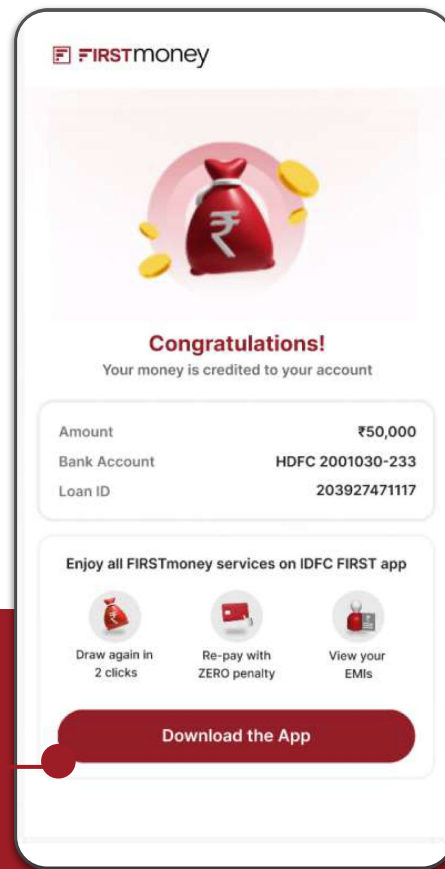 FIRSTmoney
₹
Congratulations!
Your money is credited to your account
Amount ₹50,000
Bank Account HDFC 2001030-233
Loan ID 203927471117
Enjoy all FIRSTmoney services on IDFC FIRST app
Draw again in
2 clicks
Re-pay with
ZERO penalty
View your
EMIs
Download the App